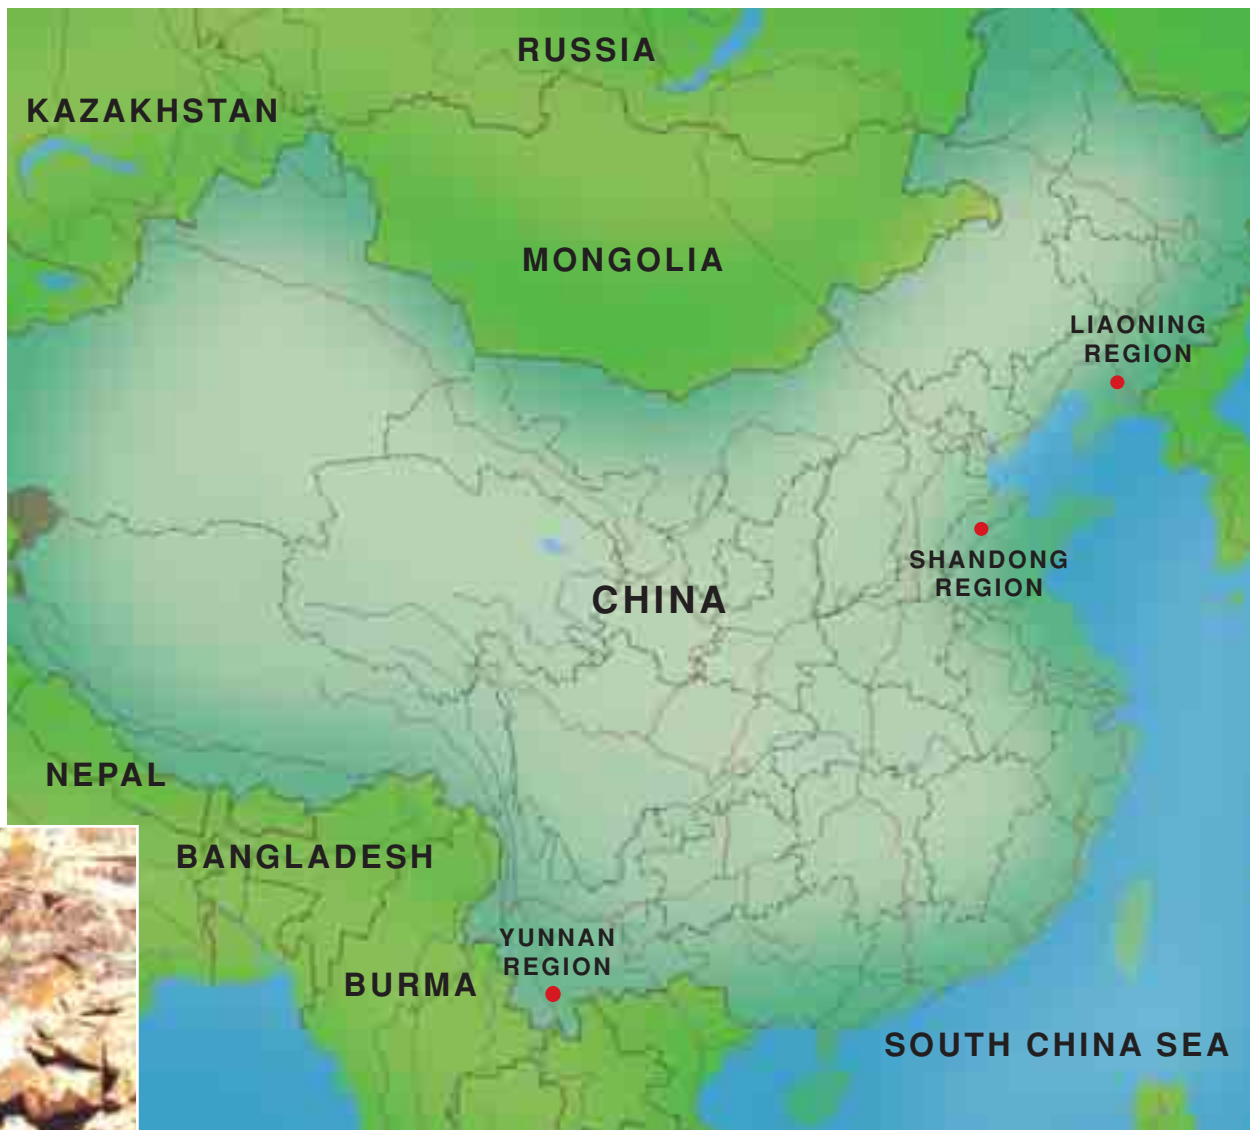 RUSSIA
KAZAKHSTAN
MONGOLIA
LIAONING
REGION
SHANDONG
REGION
CHINA
NEPAL
BANGLADESH
YUNNAN
REGION
BURMA
SOUTH CHINA SEA